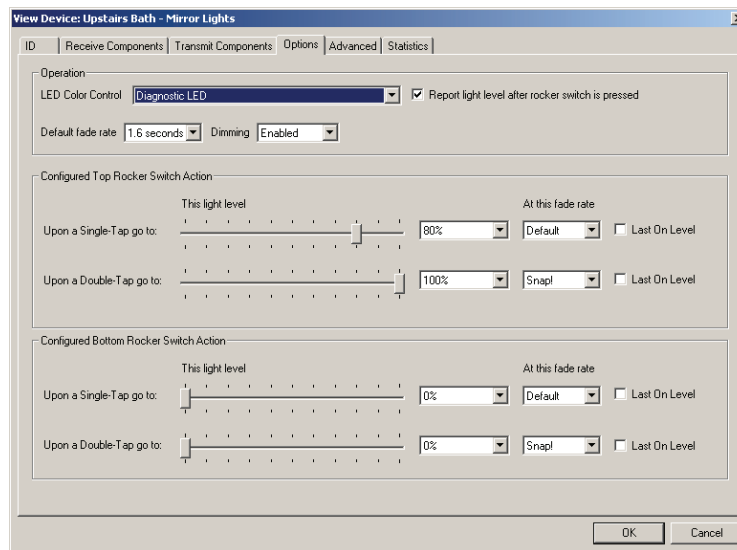 View Device: Upstairs Bath - Mirror Lights
ID Receive Components Transmit Components Options Advanced Statistics
Operation
LED Color Control Diagnostic LED Report light level after rocker switch is pressed
Default fade rate 1.6 seconds Dimming Enabled
Configured Top Rocker Switch Action
This light level At this fade rate
Upon a Single-Tap go to: 80% Default Last On Level
Upon a Double-Tap go to: 100% Snap! Last On Level
Configured Bottom Rocker Switch Action
This light level At this fade rate
Upon a Single-Tap go to: 0% Default Last On Level
Upon a Double-Tap go to: 0% Snap! Last On Level
OK Cancel